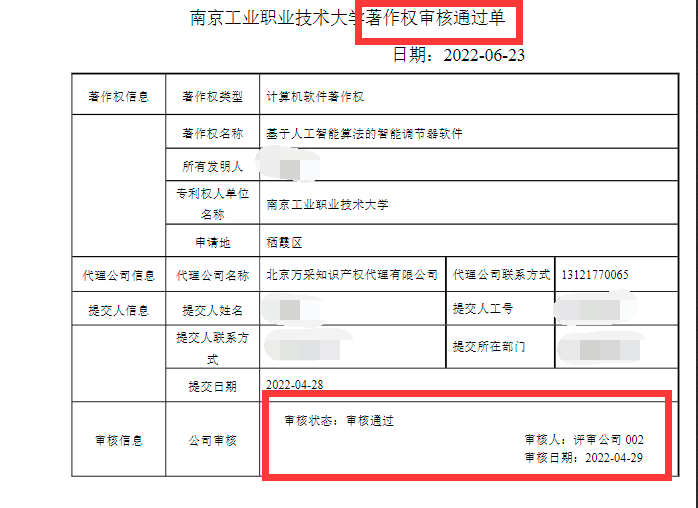 南京工业职业技术大学著作权审核通过单
日期：2022-06-23
著作权信息 著作权类型 计算机软件著作权
著作权名称 基于人工智能算法的智能调节器软件
所有发明人
专利权人单位
名称
南京工业职业技术大学
申请地 栖霞区
代理公司信息 代理公司名称 北京万采知识产权代理有限公司 代理公司联系方式 13121770065
提交人信息 提交人姓名 提交人工号
提交人联系方
式
提交所在部门
提交日期 2022-04-28
审核信息 公司审核
审核状态：审核通过
审核人：评审公司 002
审核日期：2022-04-29